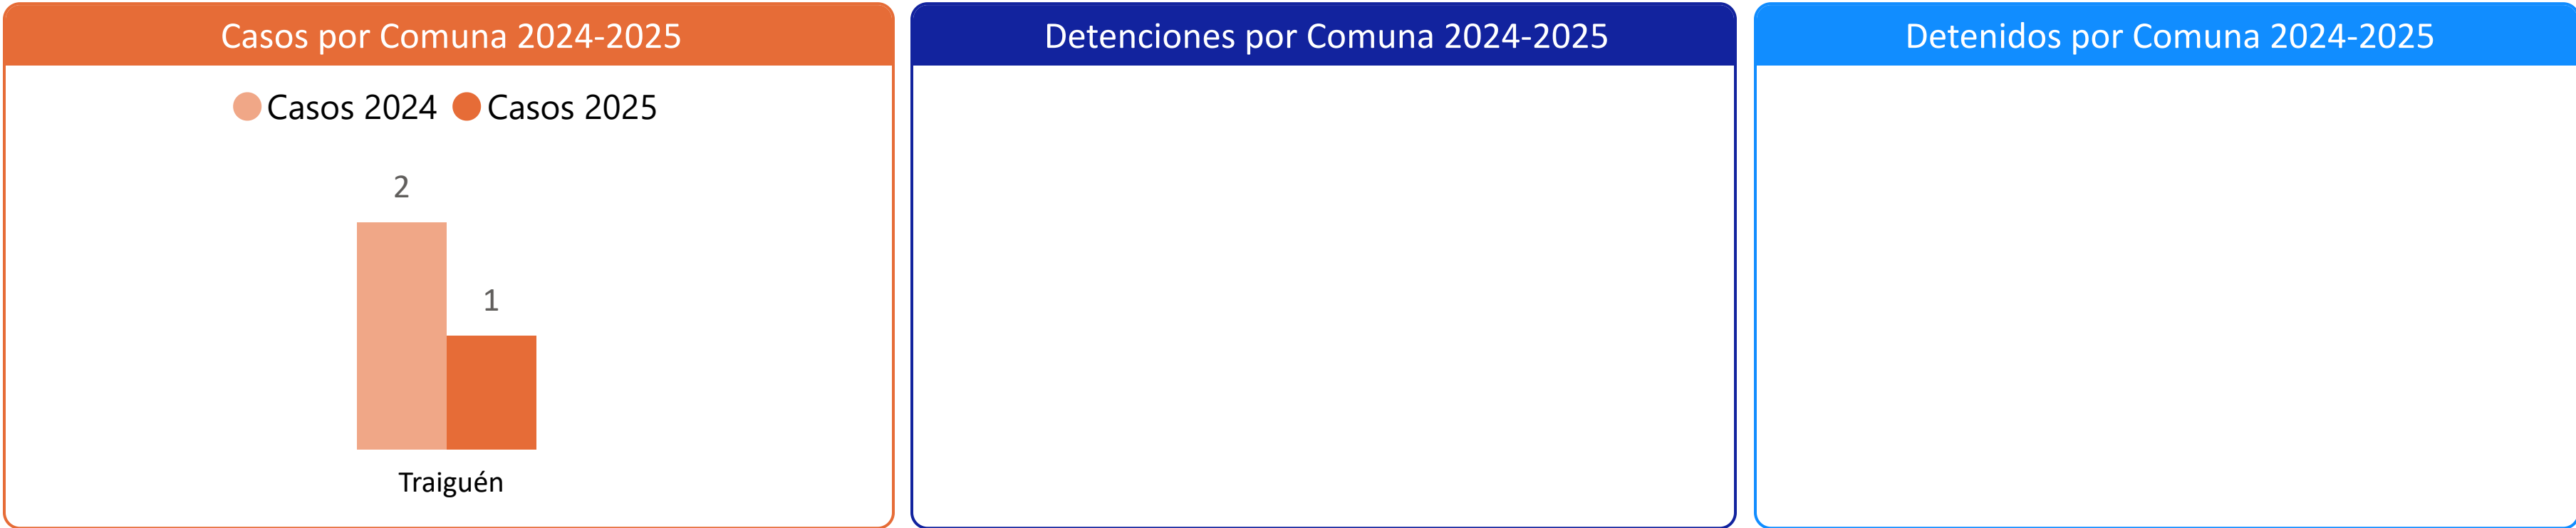 Casos por Comuna 2024-2025
Casos 2024 Casos 2025
2
1
Traiguén
Detenciones por Comuna 2024-2025
Detenidos por Comuna 2024-2025